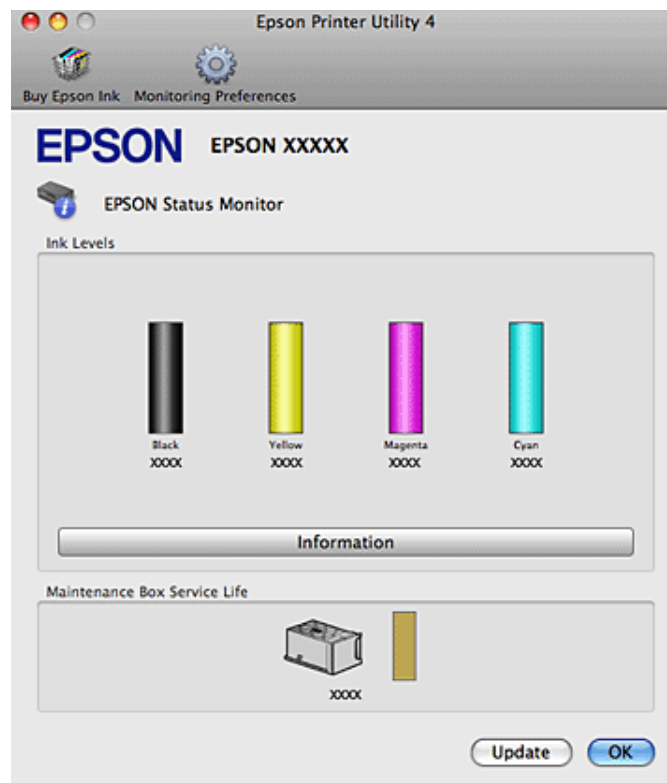 Epson Printer Utility 4
Buy Epson Ink Monitoring Preferences
EPSON EPSON XXXXX
EPSON Status Monitor
Ink Levels
Black Yellow Magenta Cyan
XXXX XXXX XXXX XXXX
Information
Maintenance Box Service Life
XXXX
Update OK